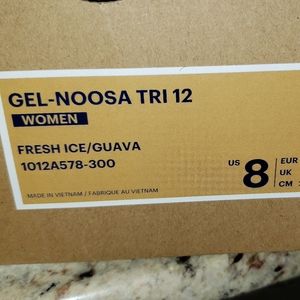 GEL-NOOSA TRI 12
WOMEN
FRESH ICE/GUAVA
1012A578-300
MADE IN VIETNAM / FABRIQUE AU VIETNAM
US 8
EUR
UK
CM